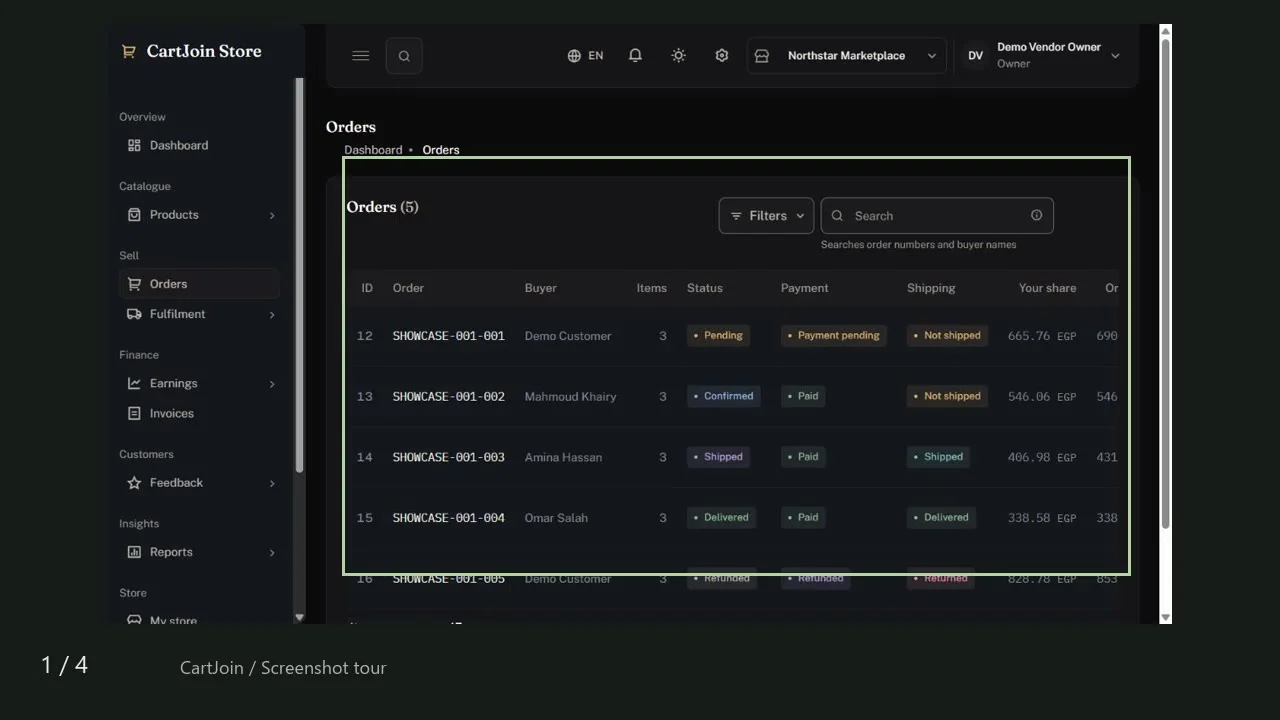 CartJoin Store
EN
Northstar Marketplace
DV
Demo Vendor Owner
Owner
Overview
Dashboard
Catalogue
Products
Sell
Orders
Fulfilment
Finance
Earnings
Invoices
Customers
Feedback
Insights
Reports
Store
My store
Orders
Dashboard • Orders
Orders (5)
Filters
Search
Searches order numbers and buyer names
ID Order Buyer Items Status Payment Shipping Your share Or
12 SHOWCASE-001-001 Demo Customer 3 • Pending • Payment pending • Not shipped 665.76 EGP 690
13 SHOWCASE-001-002 Mahmoud Khairy 3 • Confirmed • Paid • Not shipped 546.06 EGP 546
14 SHOWCASE-001-003 Amina Hassan 3 • Shipped • Paid • Shipped 406.98 EGP 431
15 SHOWCASE-001-004 Omar Salah 3 • Delivered • Paid • Delivered 338.58 EGP 338
16 SHOWCASE-001-005 Demo Customer 3 • Refunded • Refunded • Returned 828.78 EGP 853
1 / 4
CartJoin / Screenshot tour